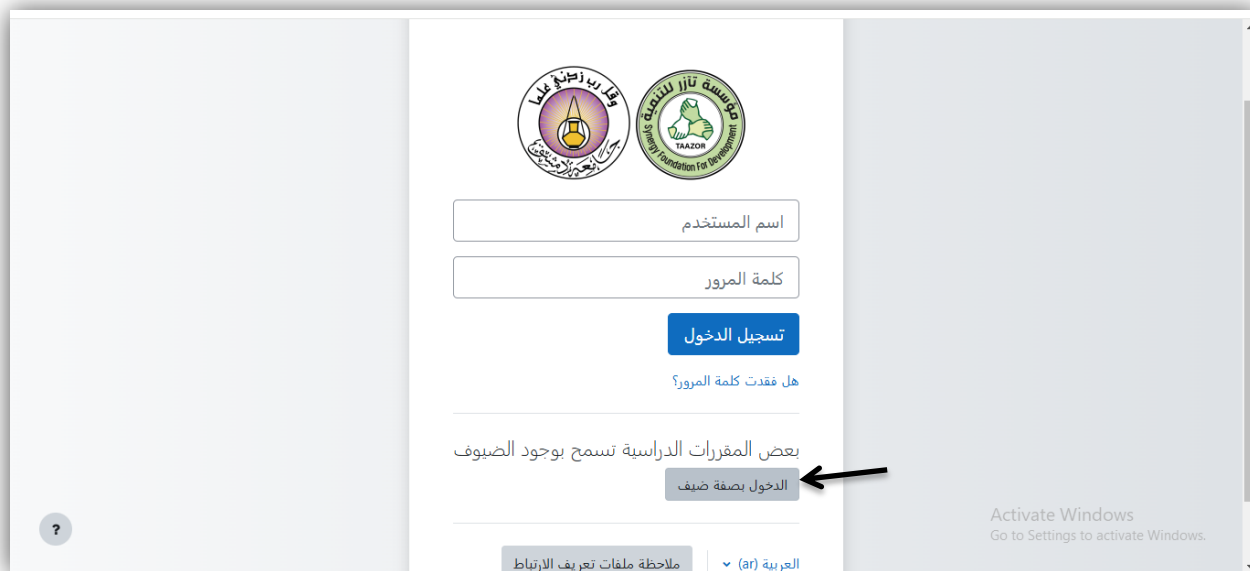 وقل رب زدني علما
جامعة دمشق
مؤسسة تآزر للتنمية
TAAZOR
Synergy Foundation For Development
اسم المستخدم
كلمة المرور
تسجيل الدخول
هل فقدت كلمة المرور؟
بعض المقررات الدراسية تسمح بوجود الضيوف
الدخول بصفة ضيف
العربية (ar)
ملاحظة ملفات تعريف الارتباط
?
Activate Windows
Go to Settings to activate Windows.